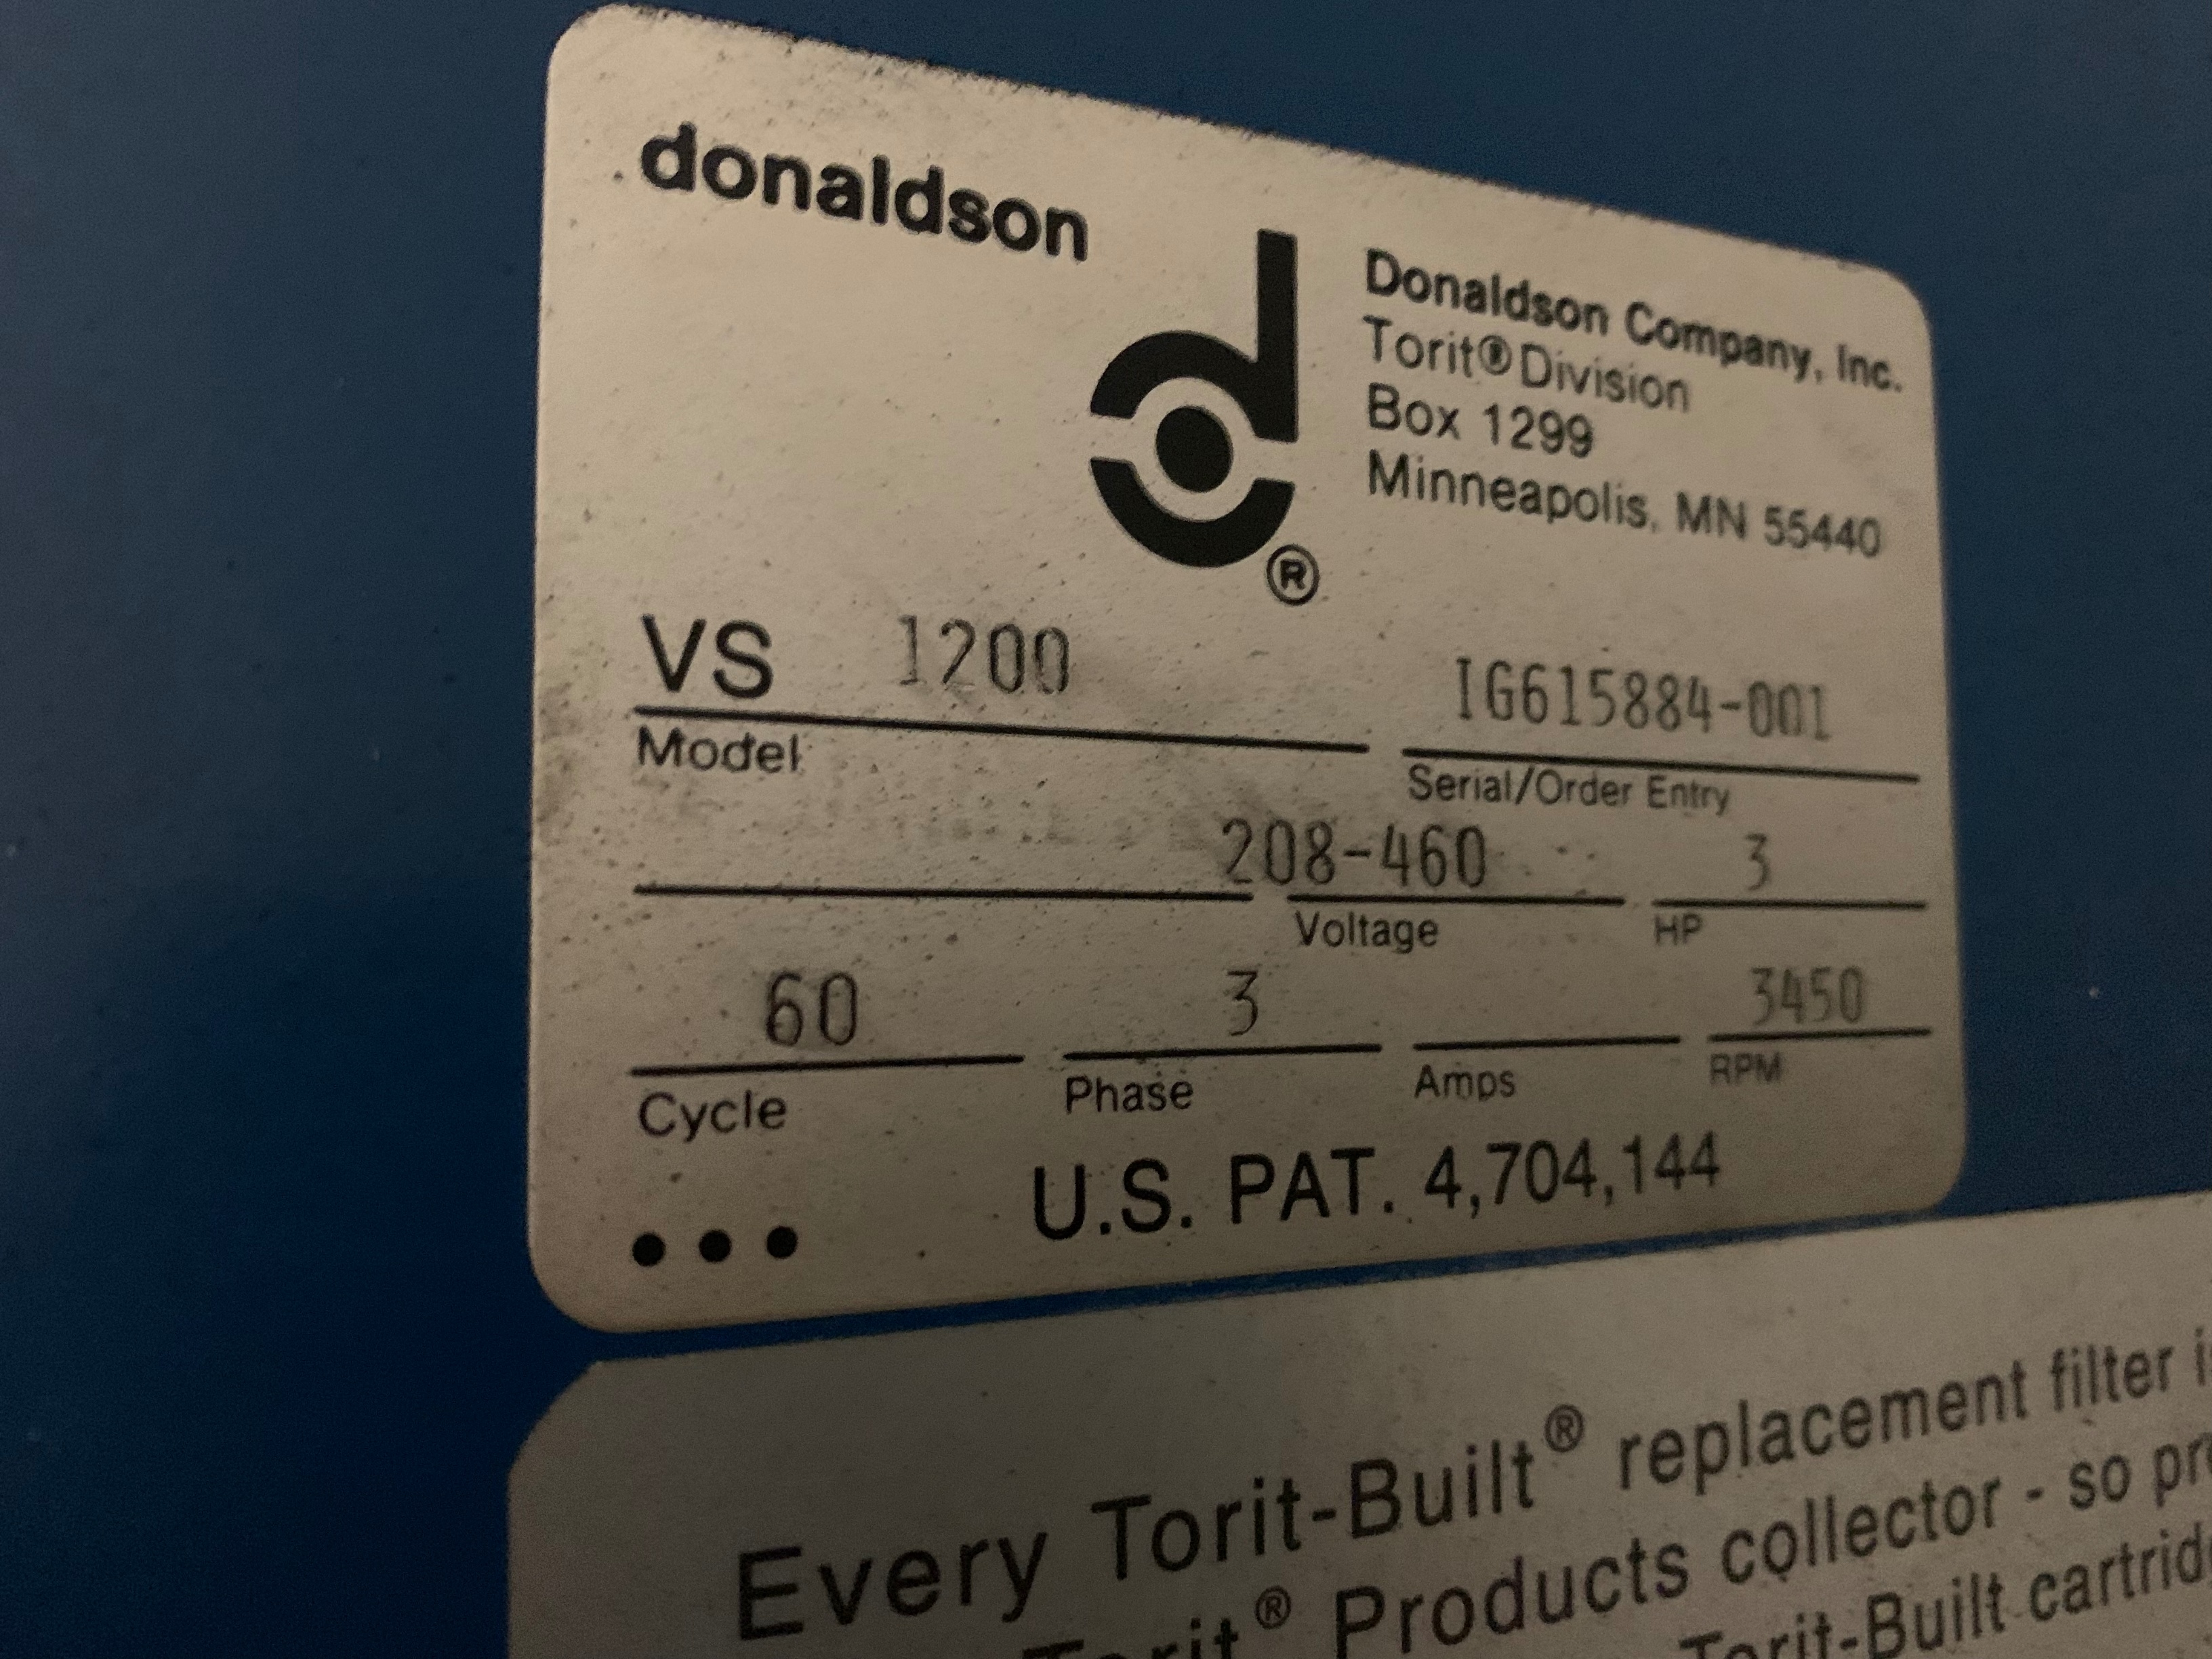 donaldson
Donaldson Company, Inc.
Torit® Division
Box 1299
Minneapolis, MN 55440
®
VS 1200
IG615884-001
Model
Serial/Order Entry
208-460
3
Voltage
HP
60
3
3450
Cycle
Phase
Amps
RPM
U.S. PAT. 4,704,144
Every Torit-Built® replacement filter
Torit® Products collector - so
Torit-Built